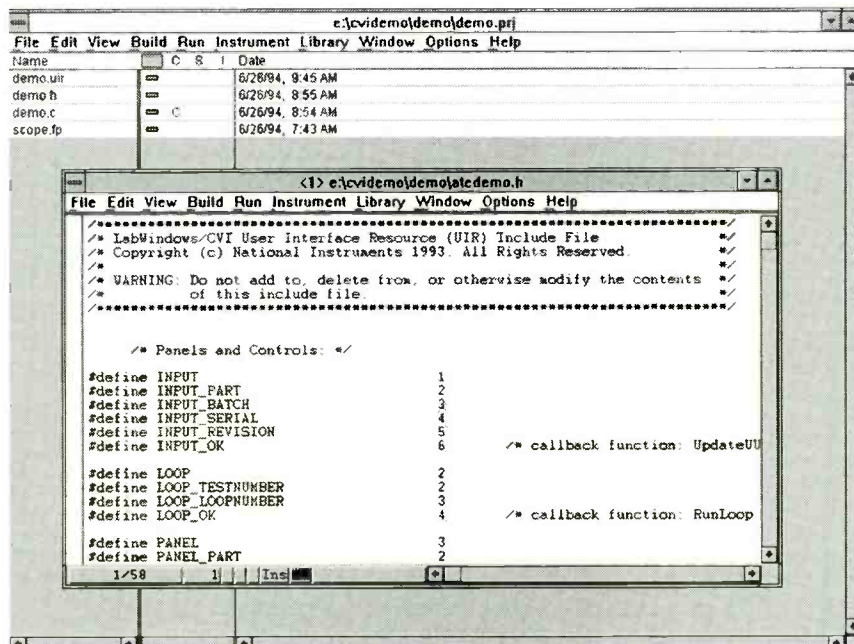 e:\cvidemo\demo\demo.prj
File Edit View Build Run Instrument Library Window Options Help
Name C S I Date
demo.uir 6/26/94, 9:45 AM
demo.h 6/26/94, 8:55 AM
demo.c C 6/26/94, 8:54 AM
scope.fp 6/26/94, 7:43 AM
<1> e:\cvidemo\demo\atedemo.h
File Edit View Build Run Instrument Library Window Options Help
/**********************************************************************/
/* LabWindows/CVI User Interface Resource (UIR) Include File */
/* Copyright (c) National Instruments 1993. All Rights Reserved. */
/* */
/* WARNING: Do not add to, delete from, or otherwise modify the contents */
/* of this include file. */
/**********************************************************************/
/* Panels and Controls: */
#define INPUT 1
#define INPUT_PART 2
#define INPUT_BATCH 3
#define INPUT_SERIAL 4
#define INPUT_REVISION 5
#define INPUT_OK 6 /* callback function: UpdateUU
#define LOOP 2
#define LOOP_TESTNUMBER 2
#define LOOP_LOOPNUMBER 3
#define LOOP_OK 4 /* callback function: RunLoop
#define PANEL 3
#define PANEL_PART 2
1/58 1 Ins